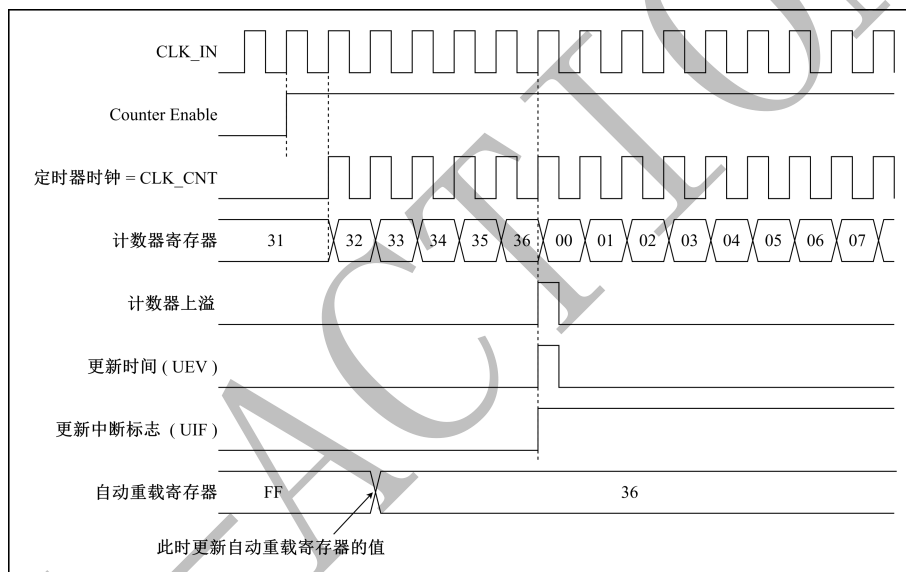 CLK_IN
Counter Enable
定时器时钟 = CLK_CNT
计数器寄存器 31 32 33 34 35 36 00 01 02 03 04 05 06 07
计数器上溢
更新时间 ( UEV )
更新中断标志 ( UIF )
自动重载寄存器 FF 36
此时更新自动重载寄存器的值
-ACTION